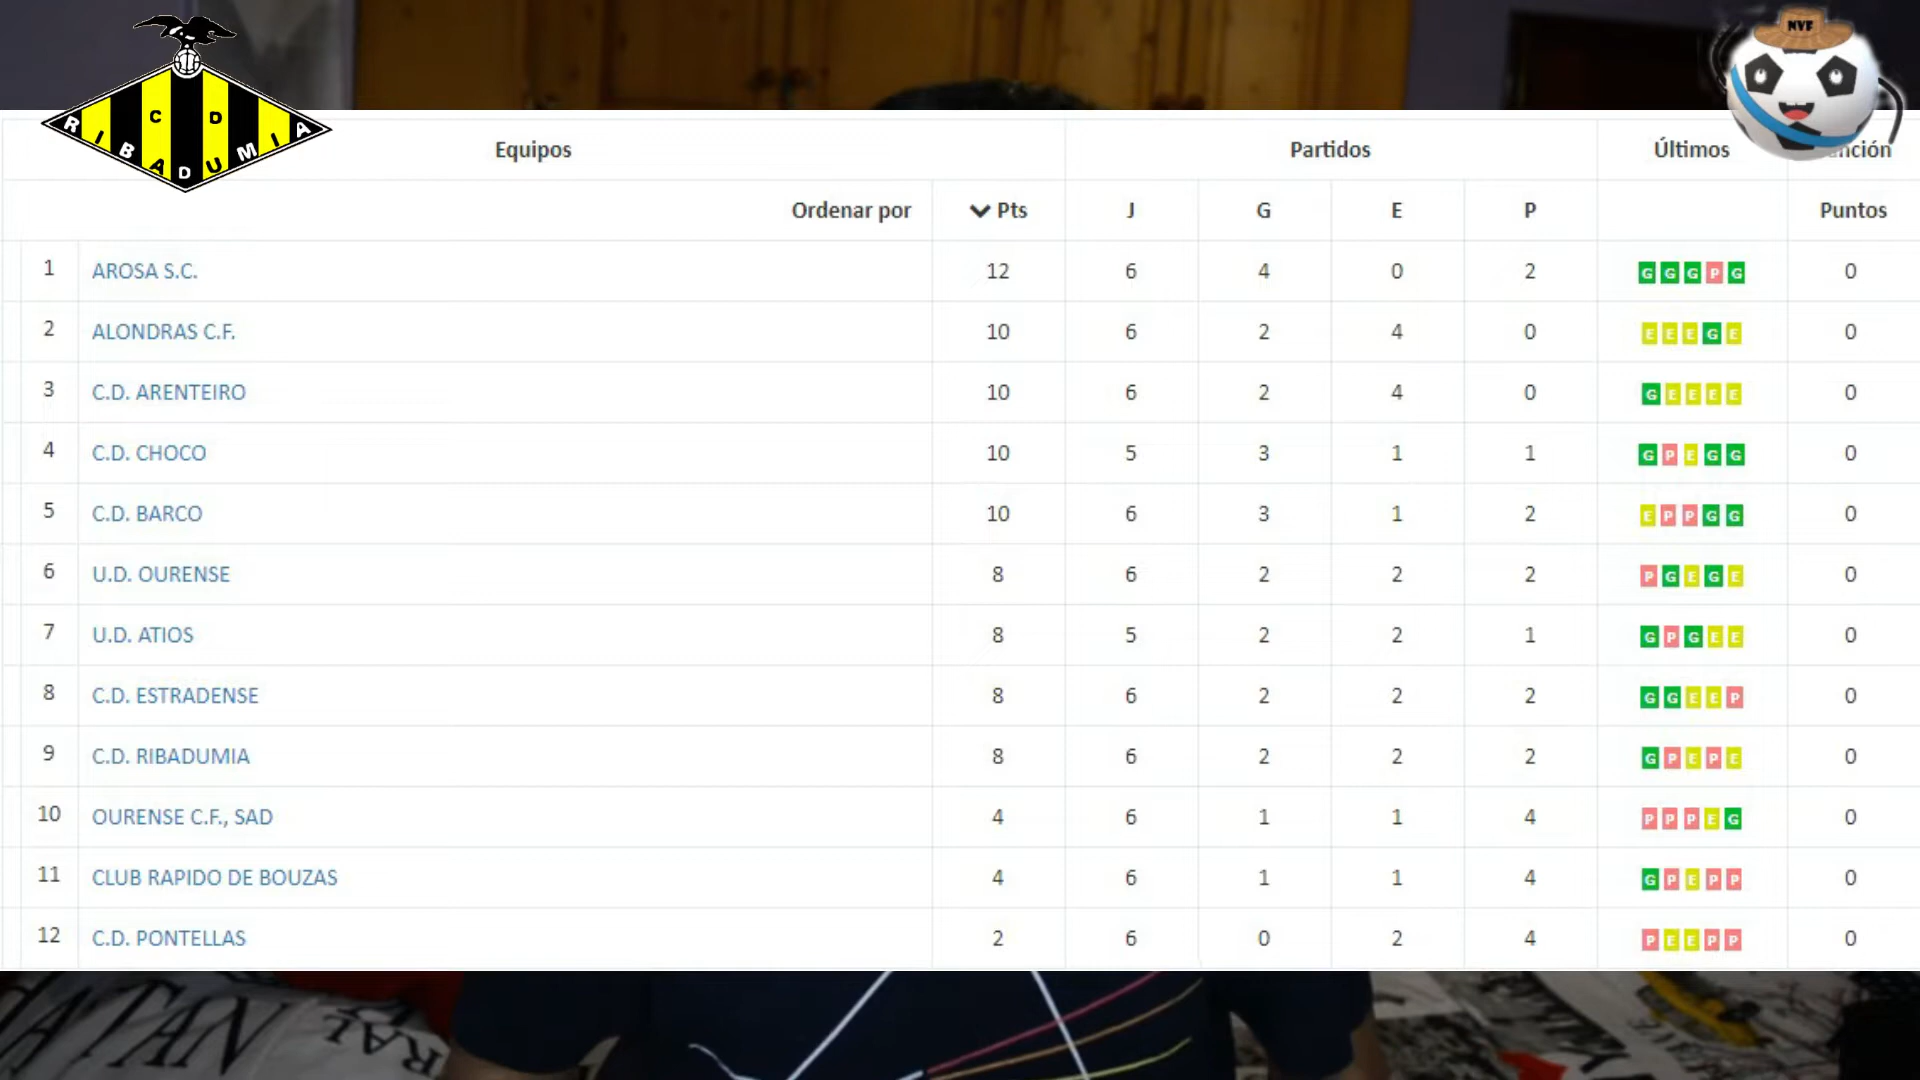 NVF
C D
RIBADUMIA
Equipos Partidos Últimos nción
Ordenar por Pts J G E P Puntos
1 AROSA S.C. 12 6 4 0 2 G G G P G 0
2 ALONDRAS C.F. 10 6 2 4 0 E E E G E 0
3 C.D. ARENTEIRO 10 6 2 4 0 G E E E E 0
4 C.D. CHOCO 10 5 3 1 1 G P E G G 0
5 C.D. BARCO 10 6 3 1 2 E P P G G 0
6 U.D. OURENSE 8 6 2 2 2 P G E G E 0
7 U.D. ATIOS 8 5 2 2 1 G P G E E 0
8 C.D. ESTRADENSE 8 6 2 2 2 G G E E P 0
9 C.D. RIBADUMIA 8 6 2 2 2 G P E P E 0
10 OURENSE C.F., SAD 4 6 1 1 4 P P P E G 0
11 CLUB RAPIDO DE BOUZAS 4 6 1 1 4 G P E P P 0
12 C.D. PONTELLAS 2 6 0 2 4 P E E P P 0